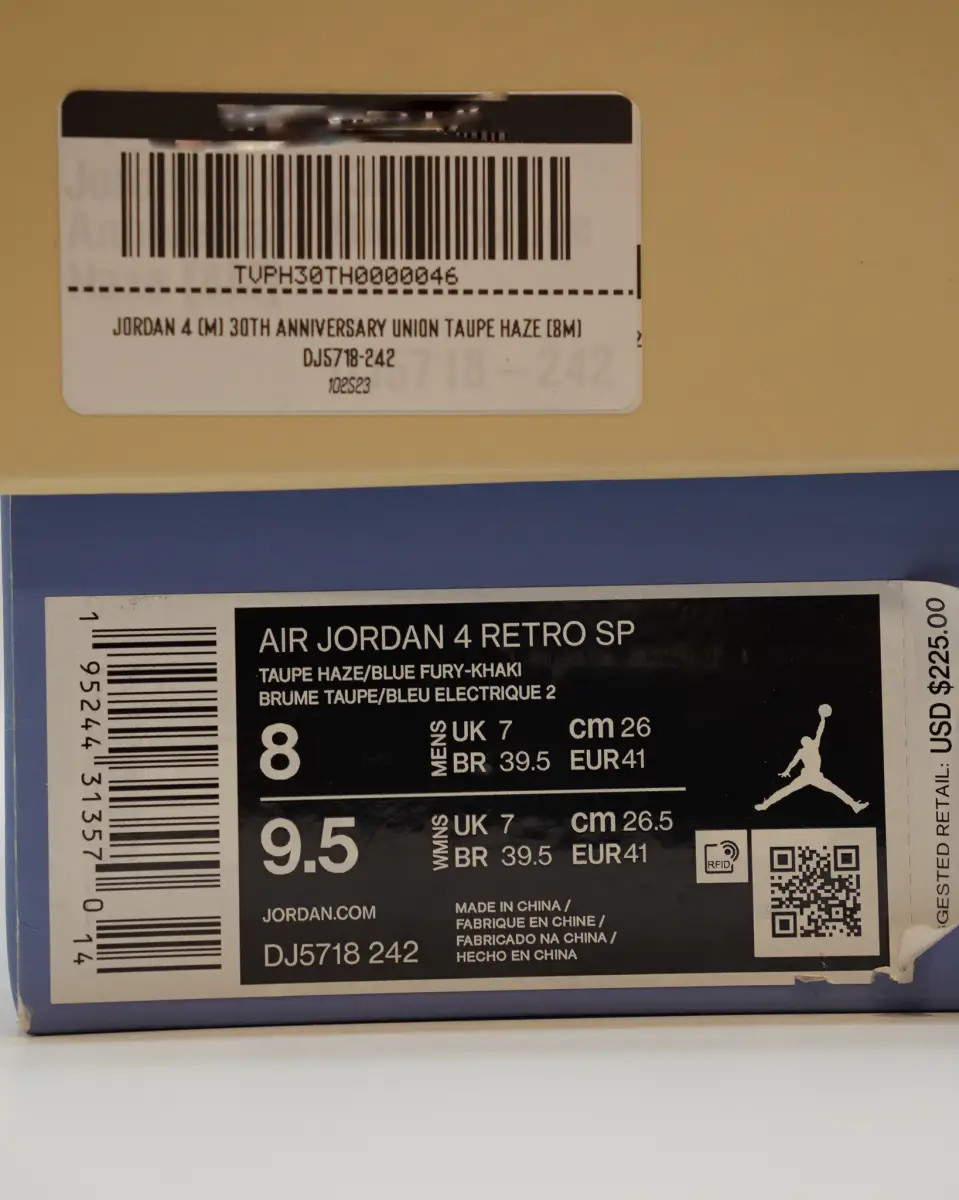 TVPH30TH0000046
JORDAN 4 (M) 30TH ANNIVERSARY UNION TAUPE HAZE (8M)
DJ5718-242
102523
AIR JORDAN 4 RETRO SP
TAUPE HAZE/BLUE FURY-KHAKI
BRUME TAUPE/BLEU ELECTRIQUE 2
8 MENS UK 7 cm 26
BR 39.5 EUR 41
9.5 WMNS UK 7 cm 26.5
BR 39.5 EUR 41
RFID
JORDAN.COM
DJ5718 242
MADE IN CHINA /
FABRIQUE EN CHINE /
FABRICADO NA CHINA /
HECHO EN CHINA
1 95244 31357 0 14
GGESTED RETAIL: USD $225.00